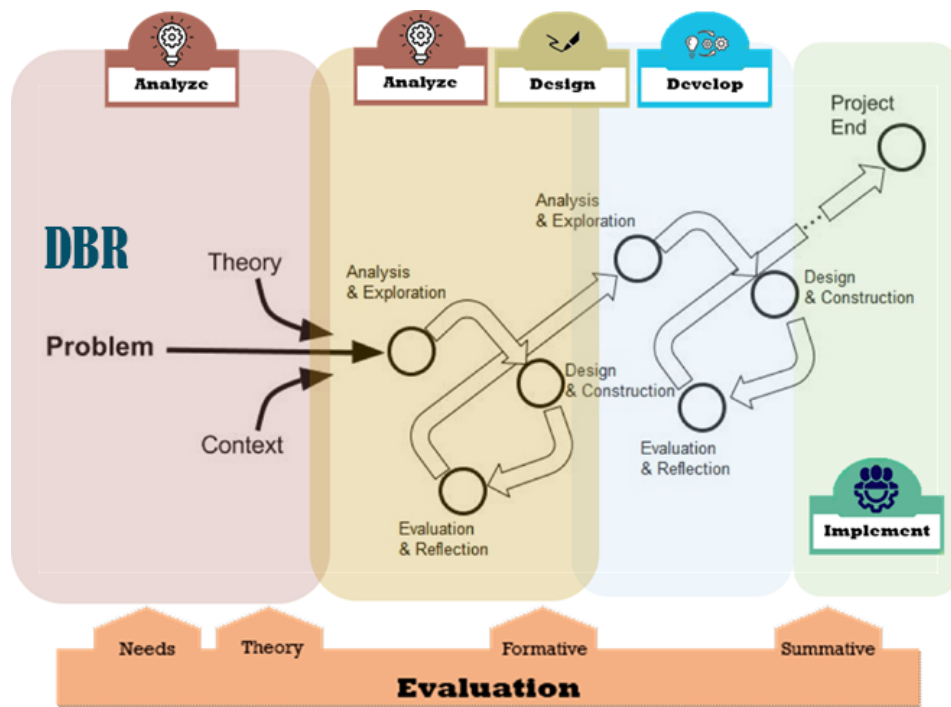 Analyze
Analyze
Design
Develop
Project
End
DBR
Theory
Problem
Context
Analysis
& Exploration
Design
& Construction
Evaluation
& Reflection
Analysis
& Exploration
Design
& Construction
Evaluation
& Reflection
Implement
Needs
Theory
Formative
Summative
Evaluation